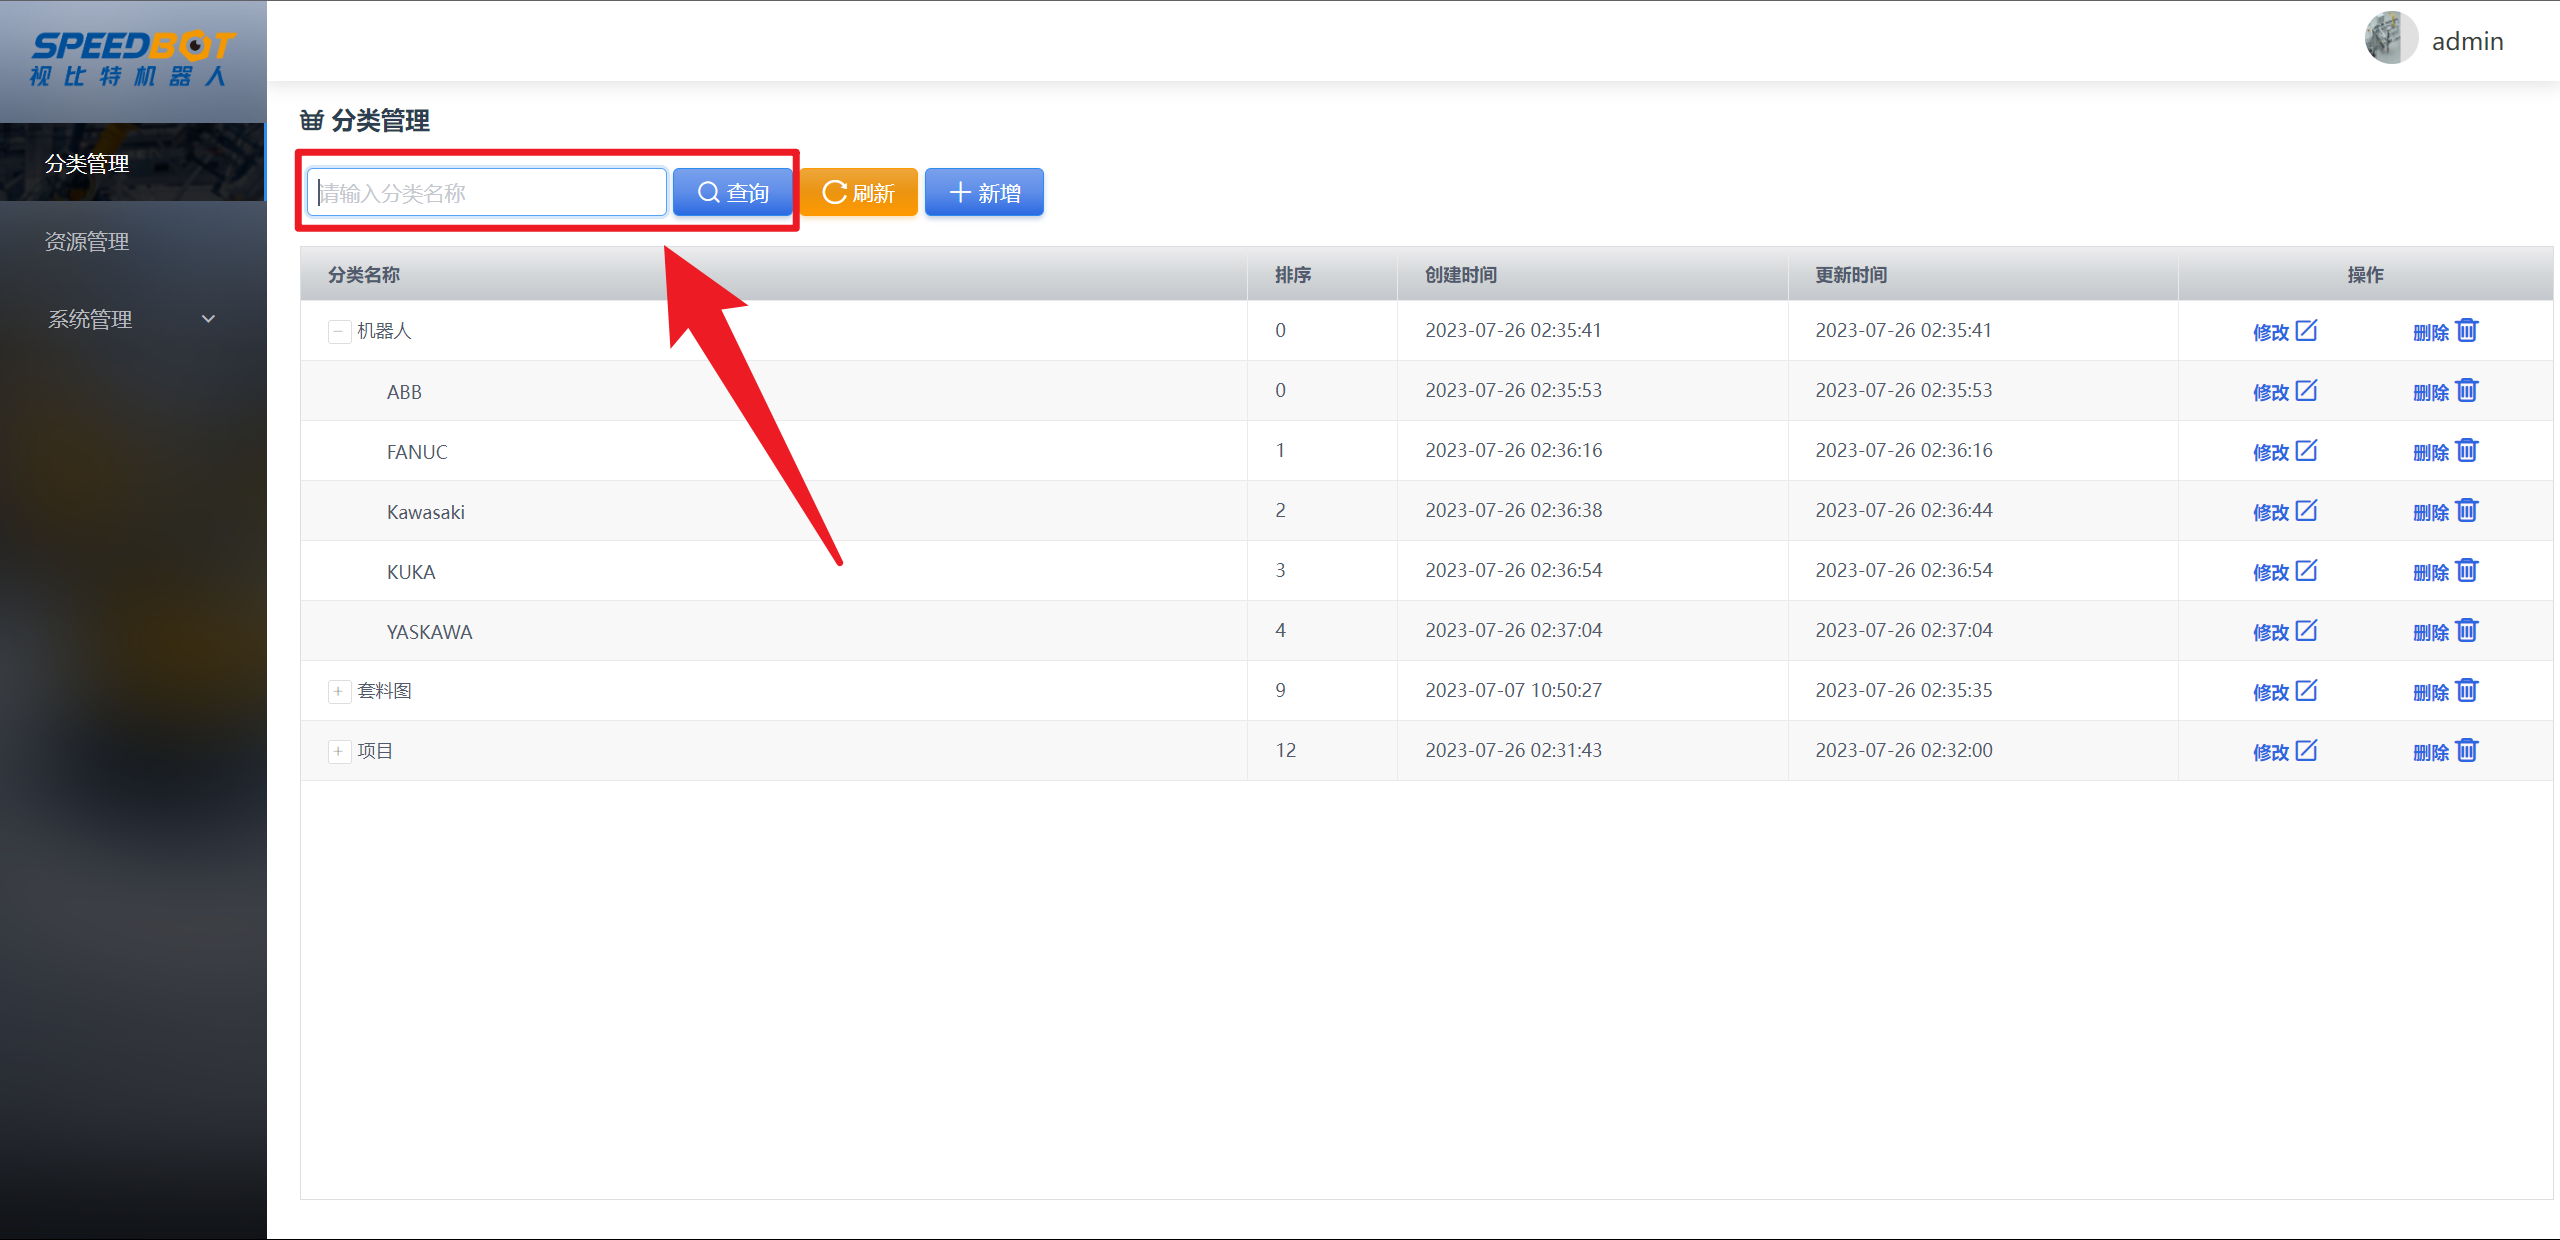 SPEEDBOT
视比特机器人
admin
分类管理
资源管理
系统管理
分类管理
请输入分类名称 查询 刷新 新增
分类名称 排序 创建时间 更新时间 操作
机器人 0 2023-07-26 02:35:41 2023-07-26 02:35:41 修改 删除
ABB 0 2023-07-26 02:35:53 2023-07-26 02:35:53 修改 删除
FANUC 1 2023-07-26 02:36:16 2023-07-26 02:36:16 修改 删除
Kawasaki 2 2023-07-26 02:36:38 2023-07-26 02:36:44 修改 删除
KUKA 3 2023-07-26 02:36:54 2023-07-26 02:36:54 修改 删除
YASKAWA 4 2023-07-26 02:37:04 2023-07-26 02:37:04 修改 删除
套料图 9 2023-07-07 10:50:27 2023-07-26 02:35:35 修改 删除
项目 12 2023-07-26 02:31:43 2023-07-26 02:32:00 修改 删除